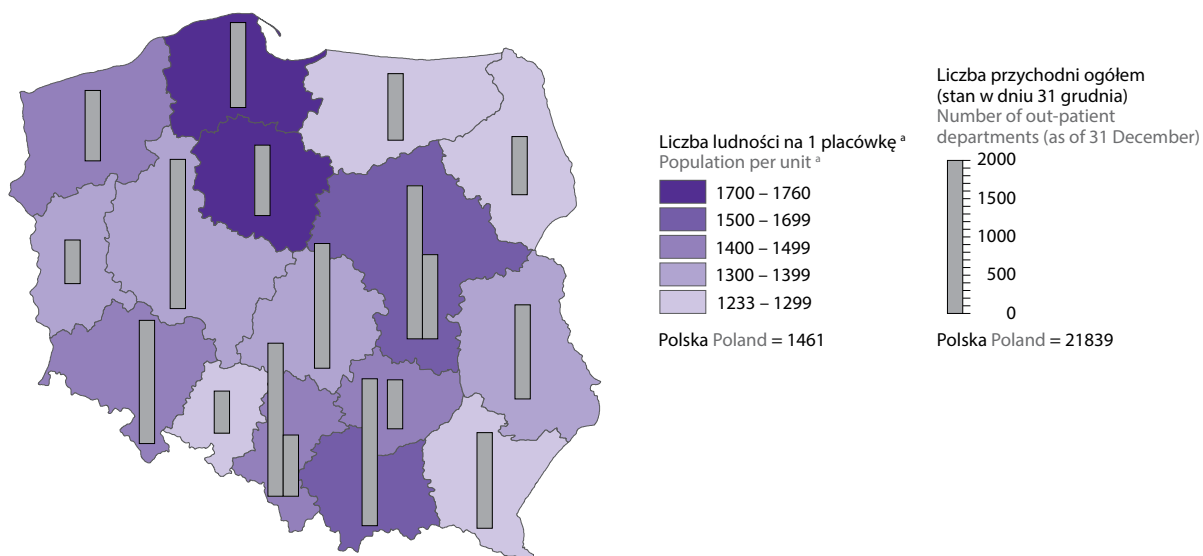 Liczba ludności na 1 placówkę ᵃ
Population per unit ᵃ
1700 – 1760
1500 – 1699
1400 – 1499
1300 – 1399
1233 – 1299
Polska Poland = 1461
Liczba przychodni ogółem
(stan w dniu 31 grudnia)
Number of out-patient
departments (as of 31 December)
2000
1500
1000
500
0
Polska Poland = 21839